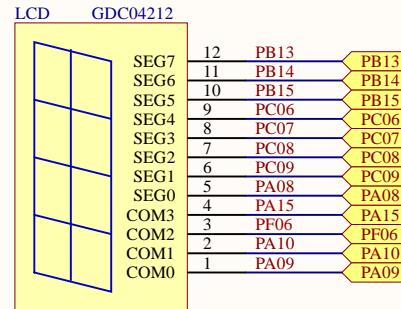 LCD GDC04212
SEG7 12 PB13 PB13
SEG6 11 PB14 PB14
SEG5 10 PB15 PB15
SEG4 9 PC06 PC06
SEG3 8 PC07 PC07
SEG2 7 PC08 PC08
SEG1 6 PC09 PC09
SEG0 5 PA08 PA08
COM3 4 PA15 PA15
COM2 3 PF06 PF06
COM1 2 PA10 PA10
COM0 1 PA09 PA09